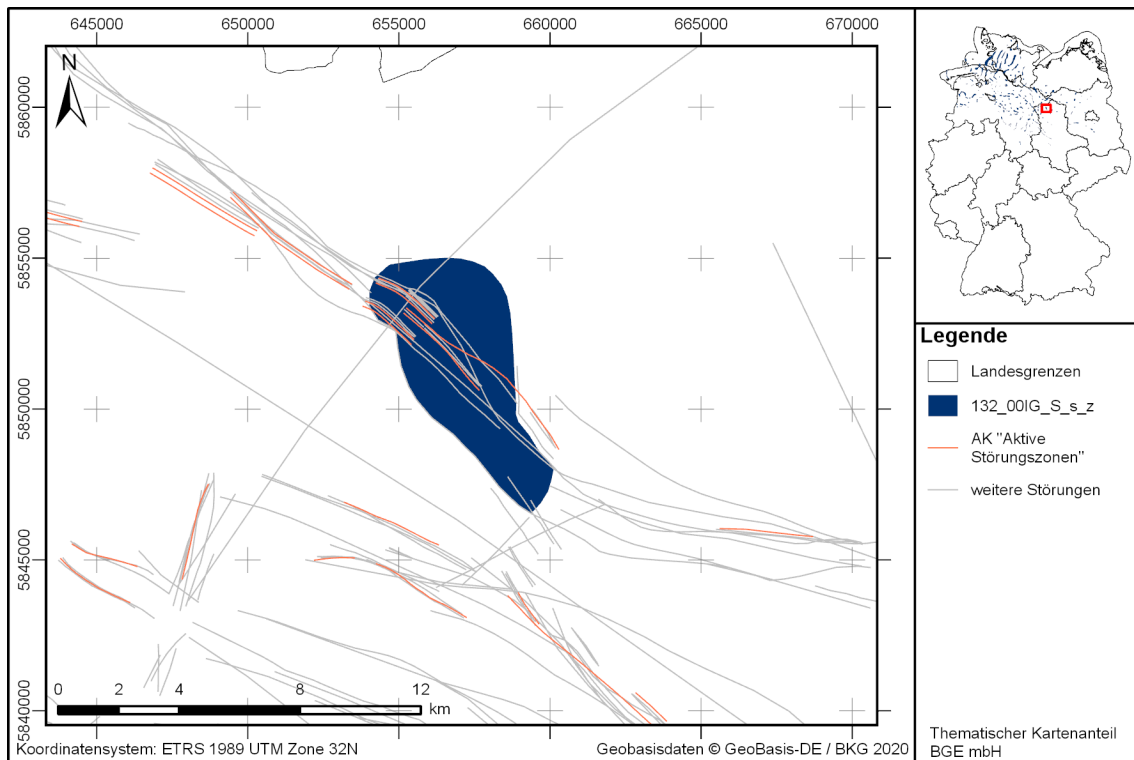 645000 650000 655000 660000 665000 670000
5860000
5855000
5850000
5845000
5840000
N
0 2 4 8 12
km
Koordinatensystem: ETRS 1989 UTM Zone 32N
Geobasisdaten © GeoBasis-DE / BKG 2020
Legende
Landesgrenzen
132_00IG_S_s_z
AK "Aktive
Störungszonen"
weitere Störungen
Thematischer Kartenanteil
BGE mbH